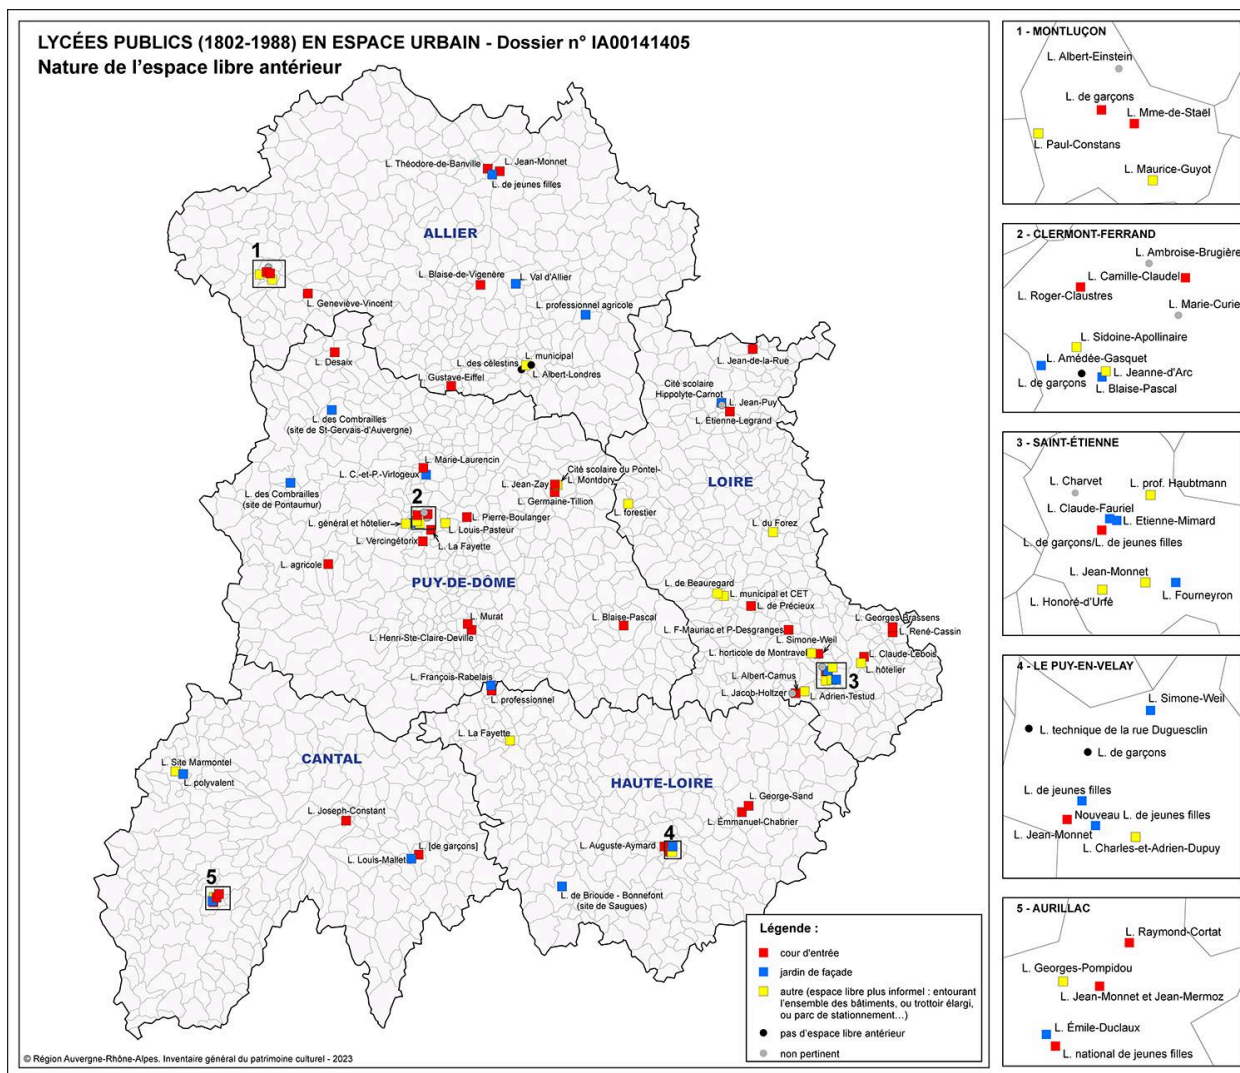 LYCÉES PUBLICS (1802-1988) EN ESPACE URBAIN - Dossier n° IA00141405
Nature de l'espace libre antérieur
L. Théodore-de-Banville
L. Jean-Monnet
L. de jeunes filles
ALLIER
1
L. Blaise-de-Vigenère
L. Val d'Allier
L. Geneviève-Vincent
L. professionnel agricole
L. Desaix
L. des célestins
L. municipal
L. Albert-Londres
L. Gustave-Eiffel
L. Jean-de-la-Rue
Cité scolaire
Hippolyte-Carnot
L. Jean-Puy
L. Étienne-Legrand
L. des Combrailles
(site de St-Gervais-d'Auvergne)
L. Marie-Laurencin
L. C.-et-P.-Virlogeux
L. des Combrailles
(site de Pontaumur)
Cité scolaire du Pontel-
L. Montdory
L. Jean-Zay
L. Germaine-Tillion
LOIRE
2
L. forestier
L. général et hôtelier
L. Pierre-Boulanger
L. Louis-Pasteur
L. Vercingétorix
L. La Fayette
L. du Forez
L. agricole
PUY-DE-DÔME
L. de Beauregard
L. municipal et CET
L. de Précieux
L. Murat
L. Henri-Ste-Claire-Deville
L. Blaise-Pascal
L. Georges Brassens
L. René-Cassin
L. F-Mauriac et P-Desgranges
L. Simone-Weil
L. horticole de Montravel
L. Claude-Lebois
L. hôtelier
L. Albert-Camus
3
L. Jacob-Holtzer
L. Adrien-Testud
L. François-Rabelais
L. professionnel
L. La Fayette
CANTAL
L. Site Marmontel
L. polyvalent
HAUTE-LOIRE
L. Joseph-Constant
L. George-Sand
L. Emmanuel-Chabrier
L. [de garçons]
L. Louis-Mallet
4
L. Auguste-Aymard
5
L. de Brioude - Bonnefont
(site de Saugues)
Légende :
cour d'entrée
jardin de façade
autre (espace libre plus informel : entourant
l'ensemble des bâtiments, ou trottoir élargi,
ou parc de stationnement...)
pas d'espace libre antérieur
non pertinent
© Région Auvergne-Rhône-Alpes. Inventaire général du patrimoine culturel - 2023
1 - MONTLUÇON
L. Albert-Einstein
L. de garçons
L. Mme-de-Staël
L. Paul-Constans
L. Maurice-Guyot
2 - CLERMONT-FERRAND
L. Ambroise-Brugière
L. Camille-Claudel
L. Roger-Claustres
L. Marie-Curie
L. Sidoine-Apollinaire
L. Amédée-Gasquet
L. Jeanne-d'Arc
L. de garçons
L. Blaise-Pascal
3 - SAINT-ÉTIENNE
L. Charvet
L. prof. Haubtmann
L. Claude-Fauriel
L. Etienne-Mimard
L. de garçons/L. de jeunes filles
L. Jean-Monnet
L. Honoré-d'Urfé
L. Fourneyron
4 - LE PUY-EN-VELAY
L. Simone-Weil
L. technique de la rue Duguesclin
L. de garçons
L. de jeunes filles
Nouveau L. de jeunes filles
L. Jean-Monnet
L. Charles-et-Adrien-Dupuy
5 - AURILLAC
L. Raymond-Cortat
L. Georges-Pompidou
L. Jean-Monnet et Jean-Mermoz
L. Émile-Duclaux
L. national de jeunes filles